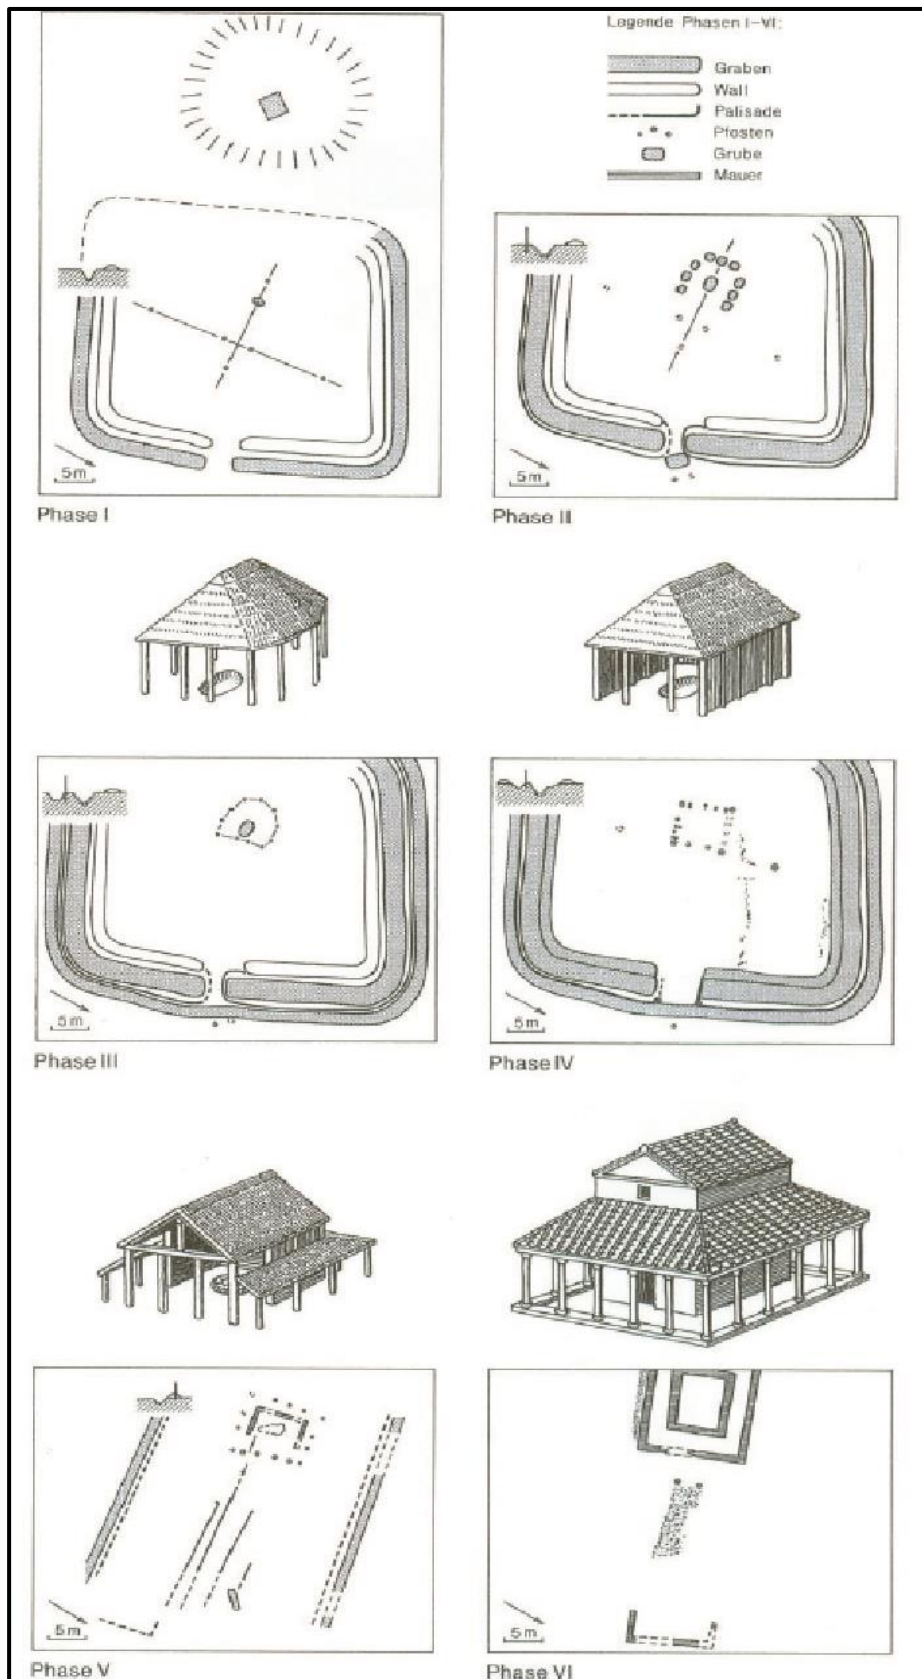 Legende Phasen I-VI:
Graben
Wall
Palisade
Pfosten
Grube
Mauer
5m
Phase I
5m
Phase II
5m
Phase III
5m
Phase IV
5m
Phase V
5m
Phase VI